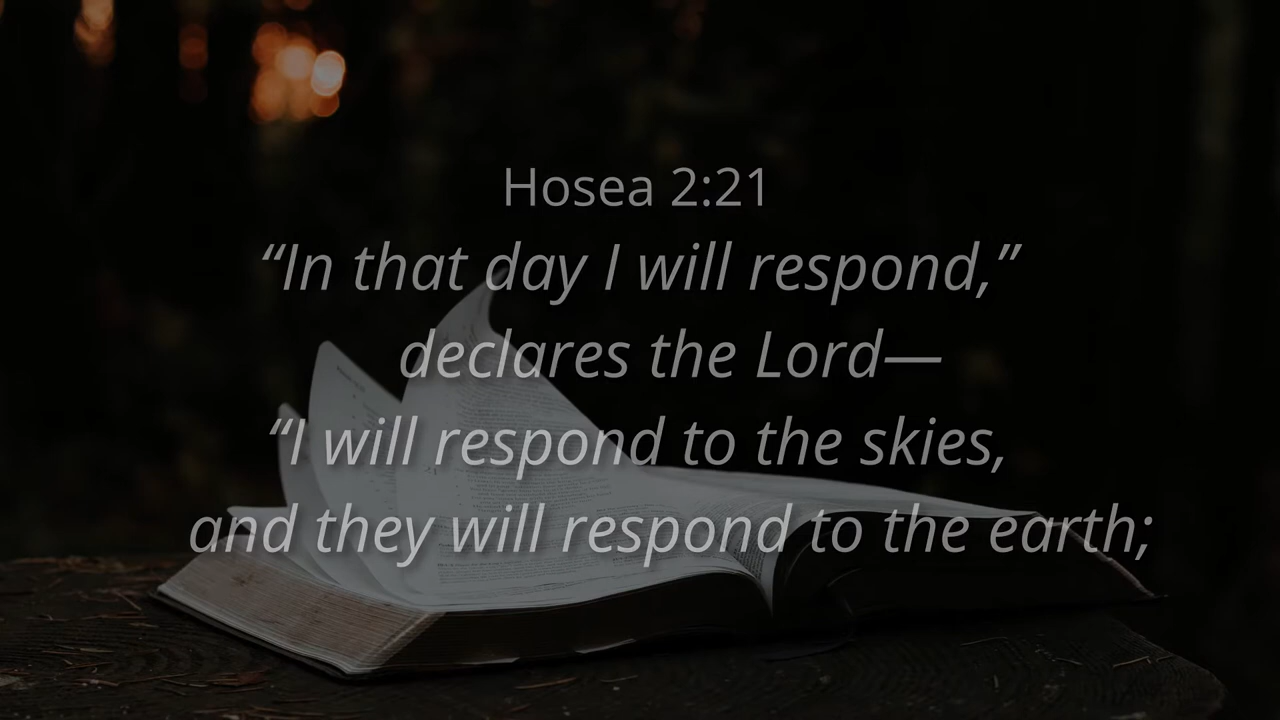 Hosea 2:21
“In that day I will respond,”
declares the Lord—
“I will respond to the skies,
and they will respond to the earth;